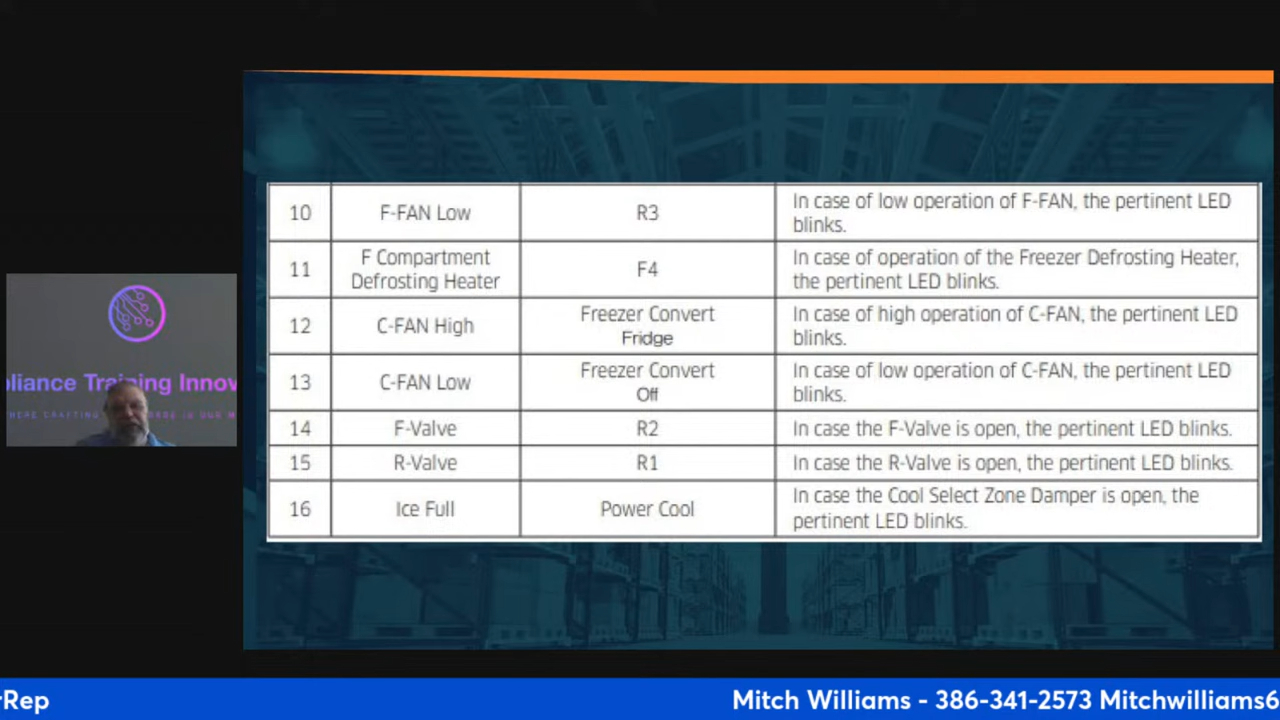 10 F-FAN Low R3 In case of low operation of F-FAN, the pertinent LED
blinks.
11 F Compartment
Defrosting Heater F4 In case of operation of the Freezer Defrosting Heater,
the pertinent LED blinks.
12 C-FAN High Freezer Convert
Fridge In case of high operation of C-FAN, the pertinent LED
blinks.
13 C-FAN Low Freezer Convert
Off In case of low operation of C-FAN, the pertinent LED
blinks.
14 F-Valve R2 In case the F-Valve is open, the pertinent LED blinks.
15 R-Valve R1 In case the R-Valve is open, the pertinent LED blinks.
16 Ice Full Power Cool In case the Cool Select Zone Damper is open, the
pertinent LED blinks.
pliance Training Innov
rRep
Mitch Williams - 386-341-2573 Mitchwilliams6